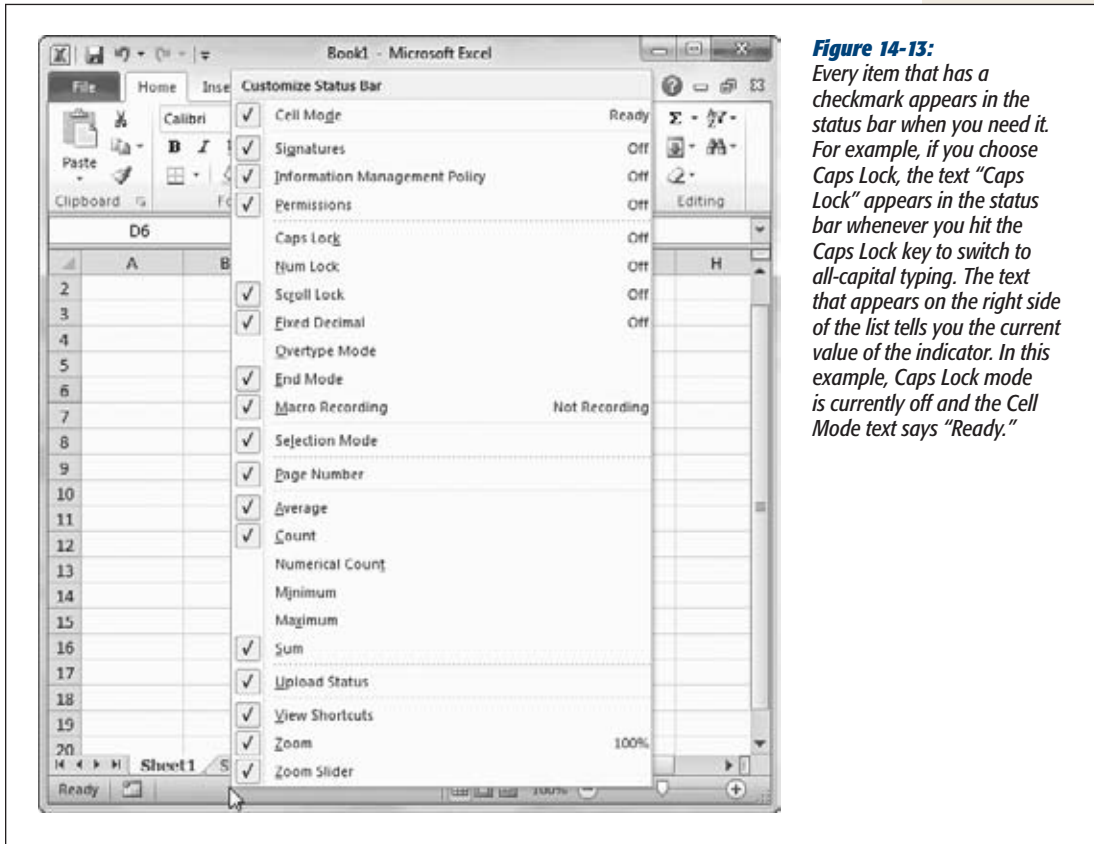 Book1 - Microsoft Excel
File Home Inse
Customize Status Bar
Calibri
B I
Paste
Clipboard
Editing
D6
A B H
2
3
4
5
6
7
8
9
10
11
12
13
14
15
16
17
18
19
20
Cell Mode Ready
Signatures Off
Information Management Policy Off
Permissions Off
Caps Lock Off
Num Lock Off
Scroll Lock Off
Fixed Decimal Off
Overtype Mode
End Mode
Macro Recording Not Recording
Selection Mode
Page Number
Average
Count
Numerical Count
Minimum
Maximum
Sum
Upload Status
View Shortcuts
Zoom 100%
Zoom Slider
Sheet1 S
Ready 100%
Figure 14-13:
Every item that has a
checkmark appears in the
status bar when you need it.
For example, if you choose
Caps Lock, the text “Caps
Lock” appears in the status
bar whenever you hit the
Caps Lock key to switch to
all-capital typing. The text
that appears on the right side
of the list tells you the current
value of the indicator. In this
example, Caps Lock mode
is currently off and the Cell
Mode text says “Ready.”